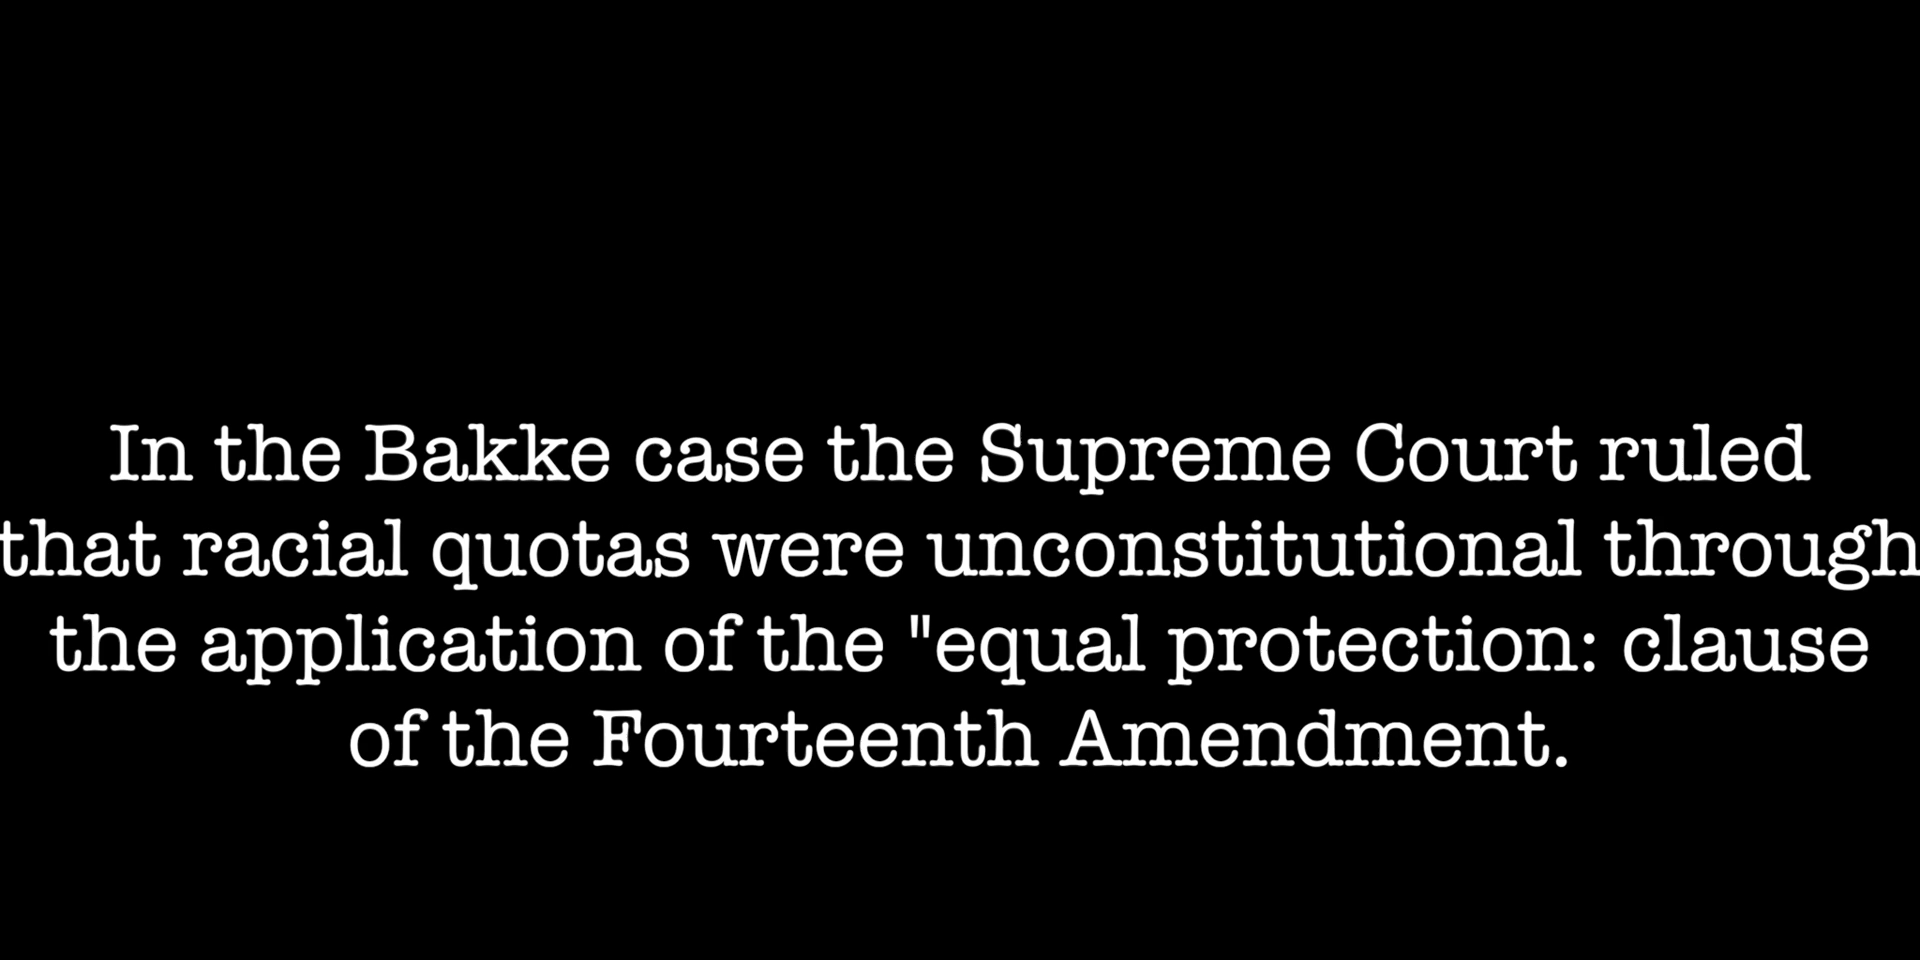 In the Bakke case the Supreme Court ruled
that racial quotas were unconstitutional through
the application of the "equal protection: clause
of the Fourteenth Amendment.